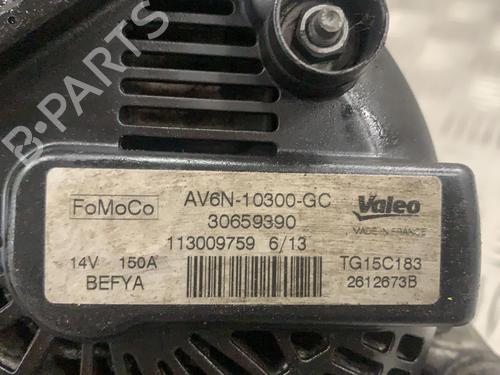 B-PARTS
FoMoCo
AV6N-10300-GC
30659390
113009759 6/13
Valeo
MADE IN FRANCE
14V 150A
BEFYA
TG15C183
2612673B